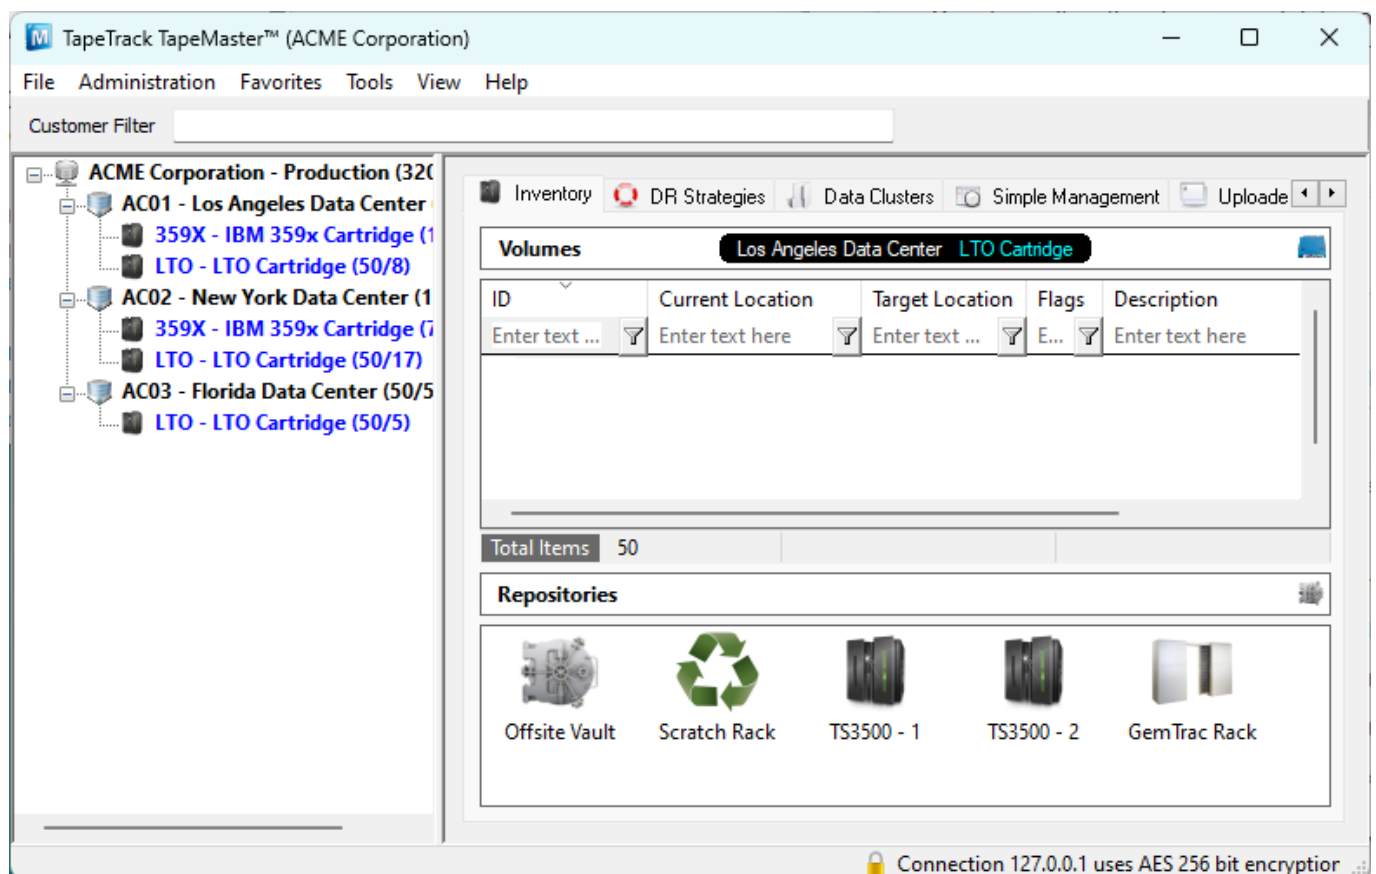 TapeTrack TapeMaster™ (ACME Corporation)
File Administration Favorites Tools View Help
Customer Filter
ACME Corporation - Production (320
AC01 - Los Angeles Data Center
359X - IBM 359x Cartridge (1
LTO - LTO Cartridge (50/8)
AC02 - New York Data Center (1
359X - IBM 359x Cartridge (7
LTO - LTO Cartridge (50/17)
AC03 - Florida Data Center (50/5
LTO - LTO Cartridge (50/5)
Inventory DR Strategies Data Clusters Simple Management Uploade
Volumes Los Angeles Data Center LTO Cartridge
ID Current Location Target Location Flags Description
Enter text ... Enter text here Enter text ... E... Enter text here
Total Items 50
Repositories
Offsite Vault Scratch Rack TS3500 - 1 TS3500 - 2 GemTrac Rack
Connection 127.0.0.1 uses AES 256 bit encryption